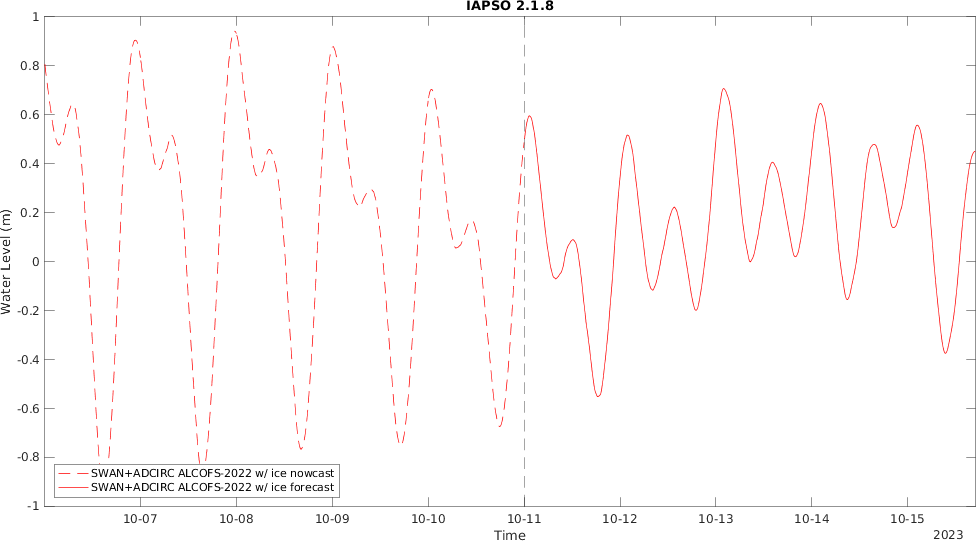 IAPSO 2.1.8
1
0.8
0.6
0.4
0.2
0
-0.2
-0.4
-0.6
-0.8
-1
Water Level (m)
SWAN+ADCIRC ALCOFS-2022 w/ ice nowcast
SWAN+ADCIRC ALCOFS-2022 w/ ice forecast
10-07 10-08 10-09 10-10 10-11 10-12 10-13 10-14 10-15
Time
2023